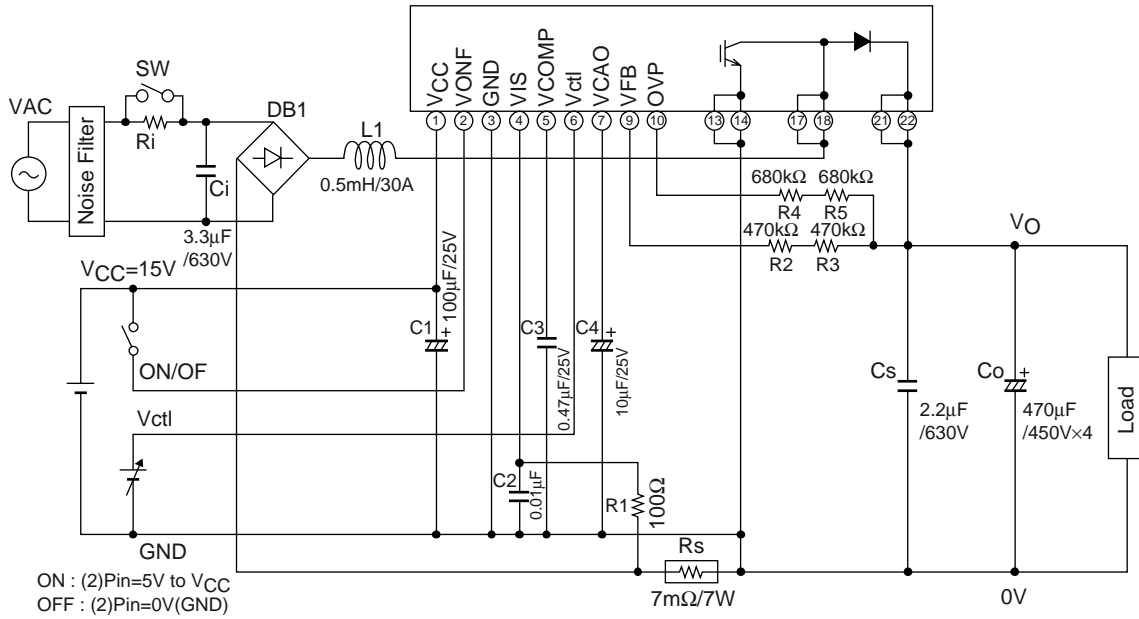 VCC
VONF
GND
VIS
VCOMP
Vctl
VCAO
VFB
OVP
1
2
3
4
5
6
7
9
10
13
14
17
18
21
22
SW
VAC
DB1
Noise Filter
Ri
L1
0.5mH/30A
Ci
3.3μF
/630V
680kΩ
680kΩ
R4
R5
470kΩ
470kΩ
R2
R3
VO
VCC=15V
100μF/25V
C1
+
C3
0.47μF/25V
C4
+
10μF/25V
ON/OF
Vctl
Cs
2.2μF
/630V
Co
+
470μF
/450V×4
Load
C2
0.01μF
R1
100Ω
GND
Rs
7mΩ/7W
0V
ON : (2)Pin=5V to VCC
OFF : (2)Pin=0V(GND)